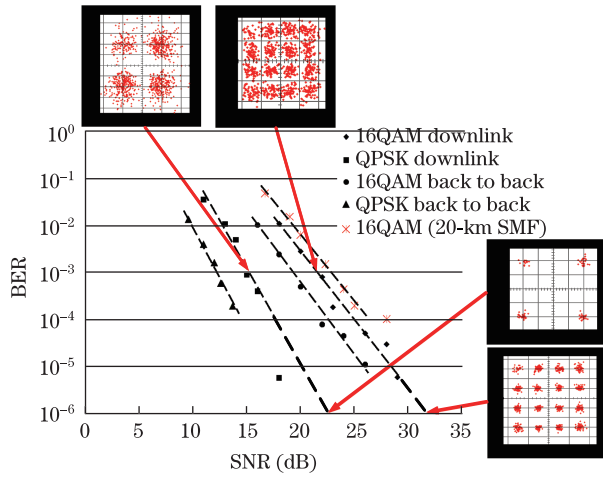 10^0
10^-1
10^-2
10^-3
10^-4
10^-5
10^-6
BER
0
5
10
15
20
25
30
35
SNR (dB)
16QAM downlink
QPSK downlink
16QAM back to back
QPSK back to back
16QAM (20-km SMF)